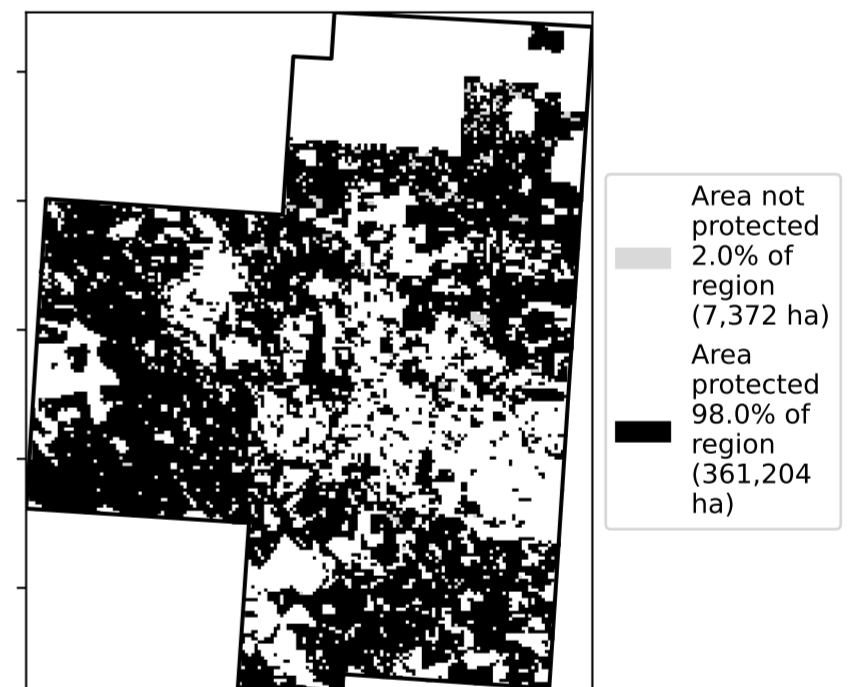 Area not
protected
2.0% of
region
(7,372 ha)
Area
protected
98.0% of
region
(361,204
ha)